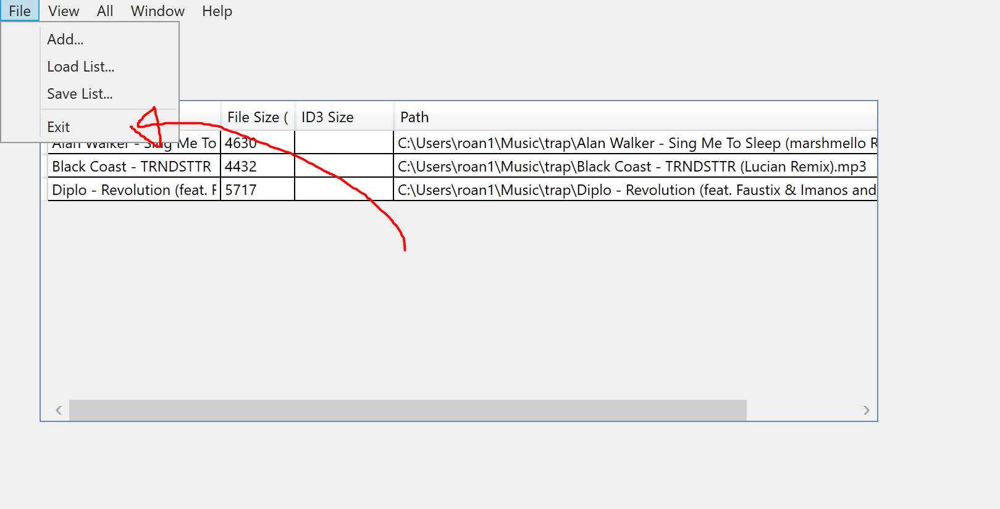 File View All Window Help
Add...
Load List...
Save List...
Exit
File Size ( ID3 Size Path
Alan Walker - Sing Me To 4630 C:\Users\roan1\Music\trap\Alan Walker - Sing Me To Sleep (marshmello R
Black Coast - TRNDSTTR 4432 C:\Users\roan1\Music\trap\Black Coast - TRNDSTTR (Lucian Remix).mp3
Diplo - Revolution (feat. F 5717 C:\Users\roan1\Music\trap\Diplo - Revolution (feat. Faustix & Imanos and